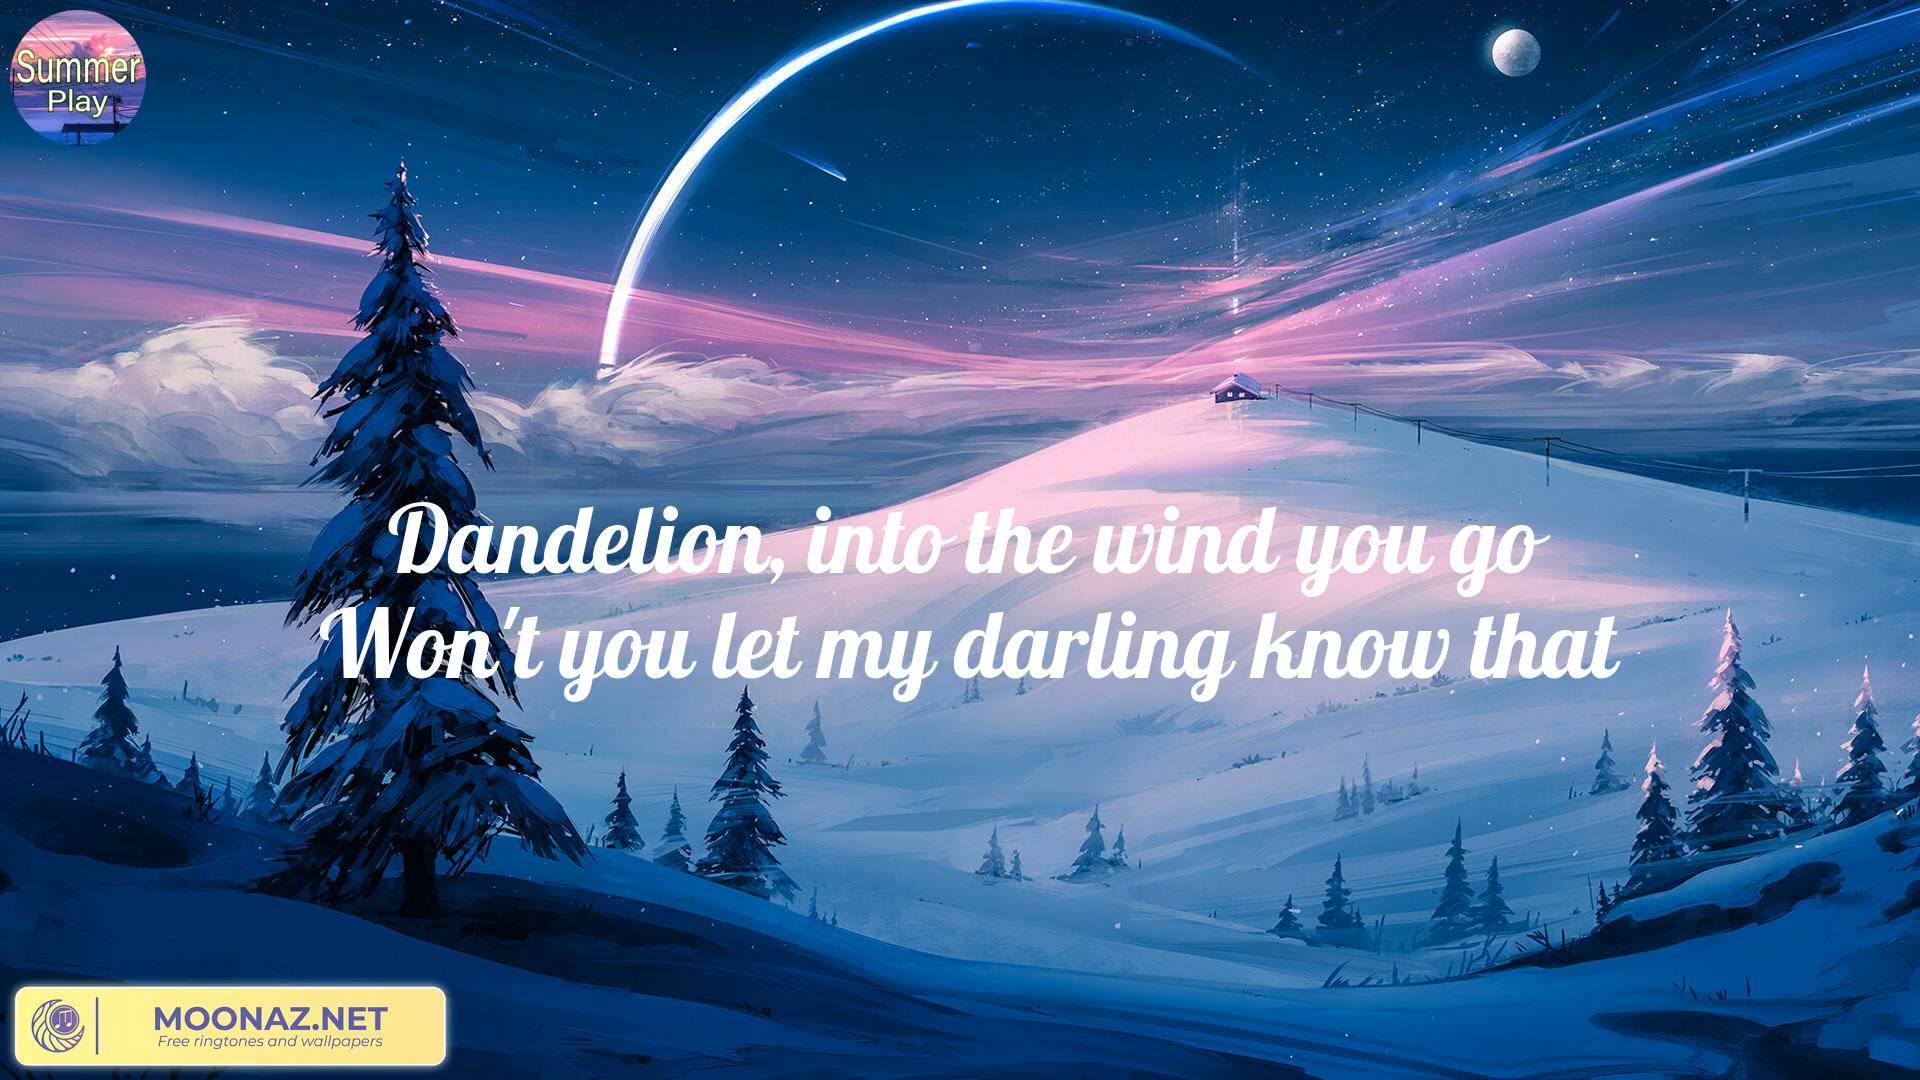 Summer
Play
Dandelion, into the wind you go
Won't you let my darling know that
MOONAZ.NET
Free ringtones and wallpapers